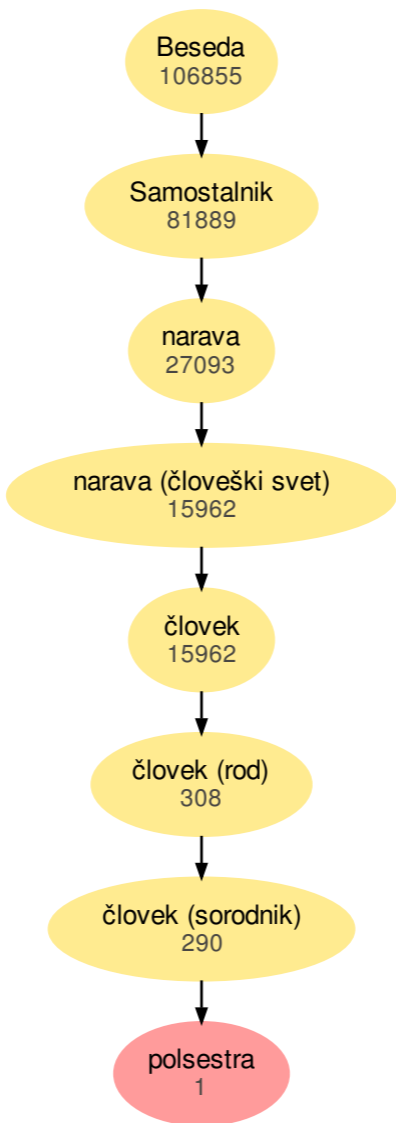 Beseda
106855
Samostalnik
81889
narava
27093
narava (človeški svet)
15962
človek
15962
človek (rod)
308
človek (sorodnik)
290
polsestra
1